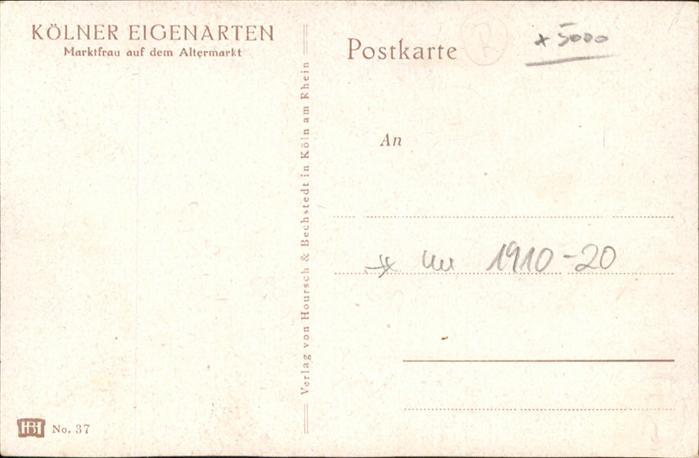 KÖLNER EIGENARTEN
Marktfrau auf dem Altermarkt
No. 37
Verlag von Hoursch & Bechstedt in Köln am Rhein
Postkarte
R
x 5000
An
1910-20